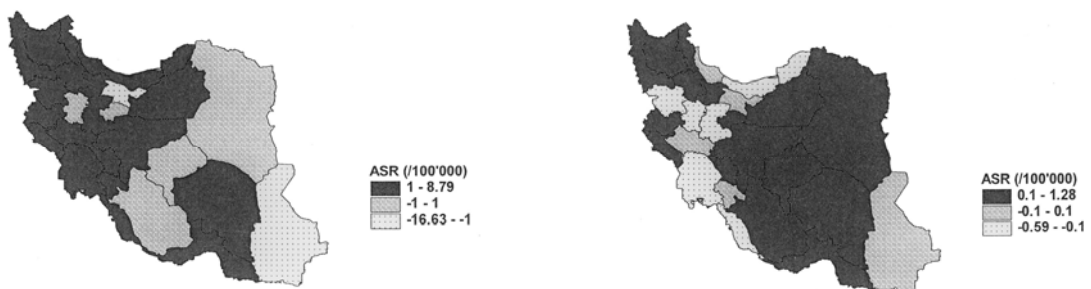 ASR (/100'000)
1 - 8.79
-1 - 1
-16.63 - -1
ASR (/100'000)
0.1 - 1.28
-0.1 - 0.1
-0.59 - -0.1